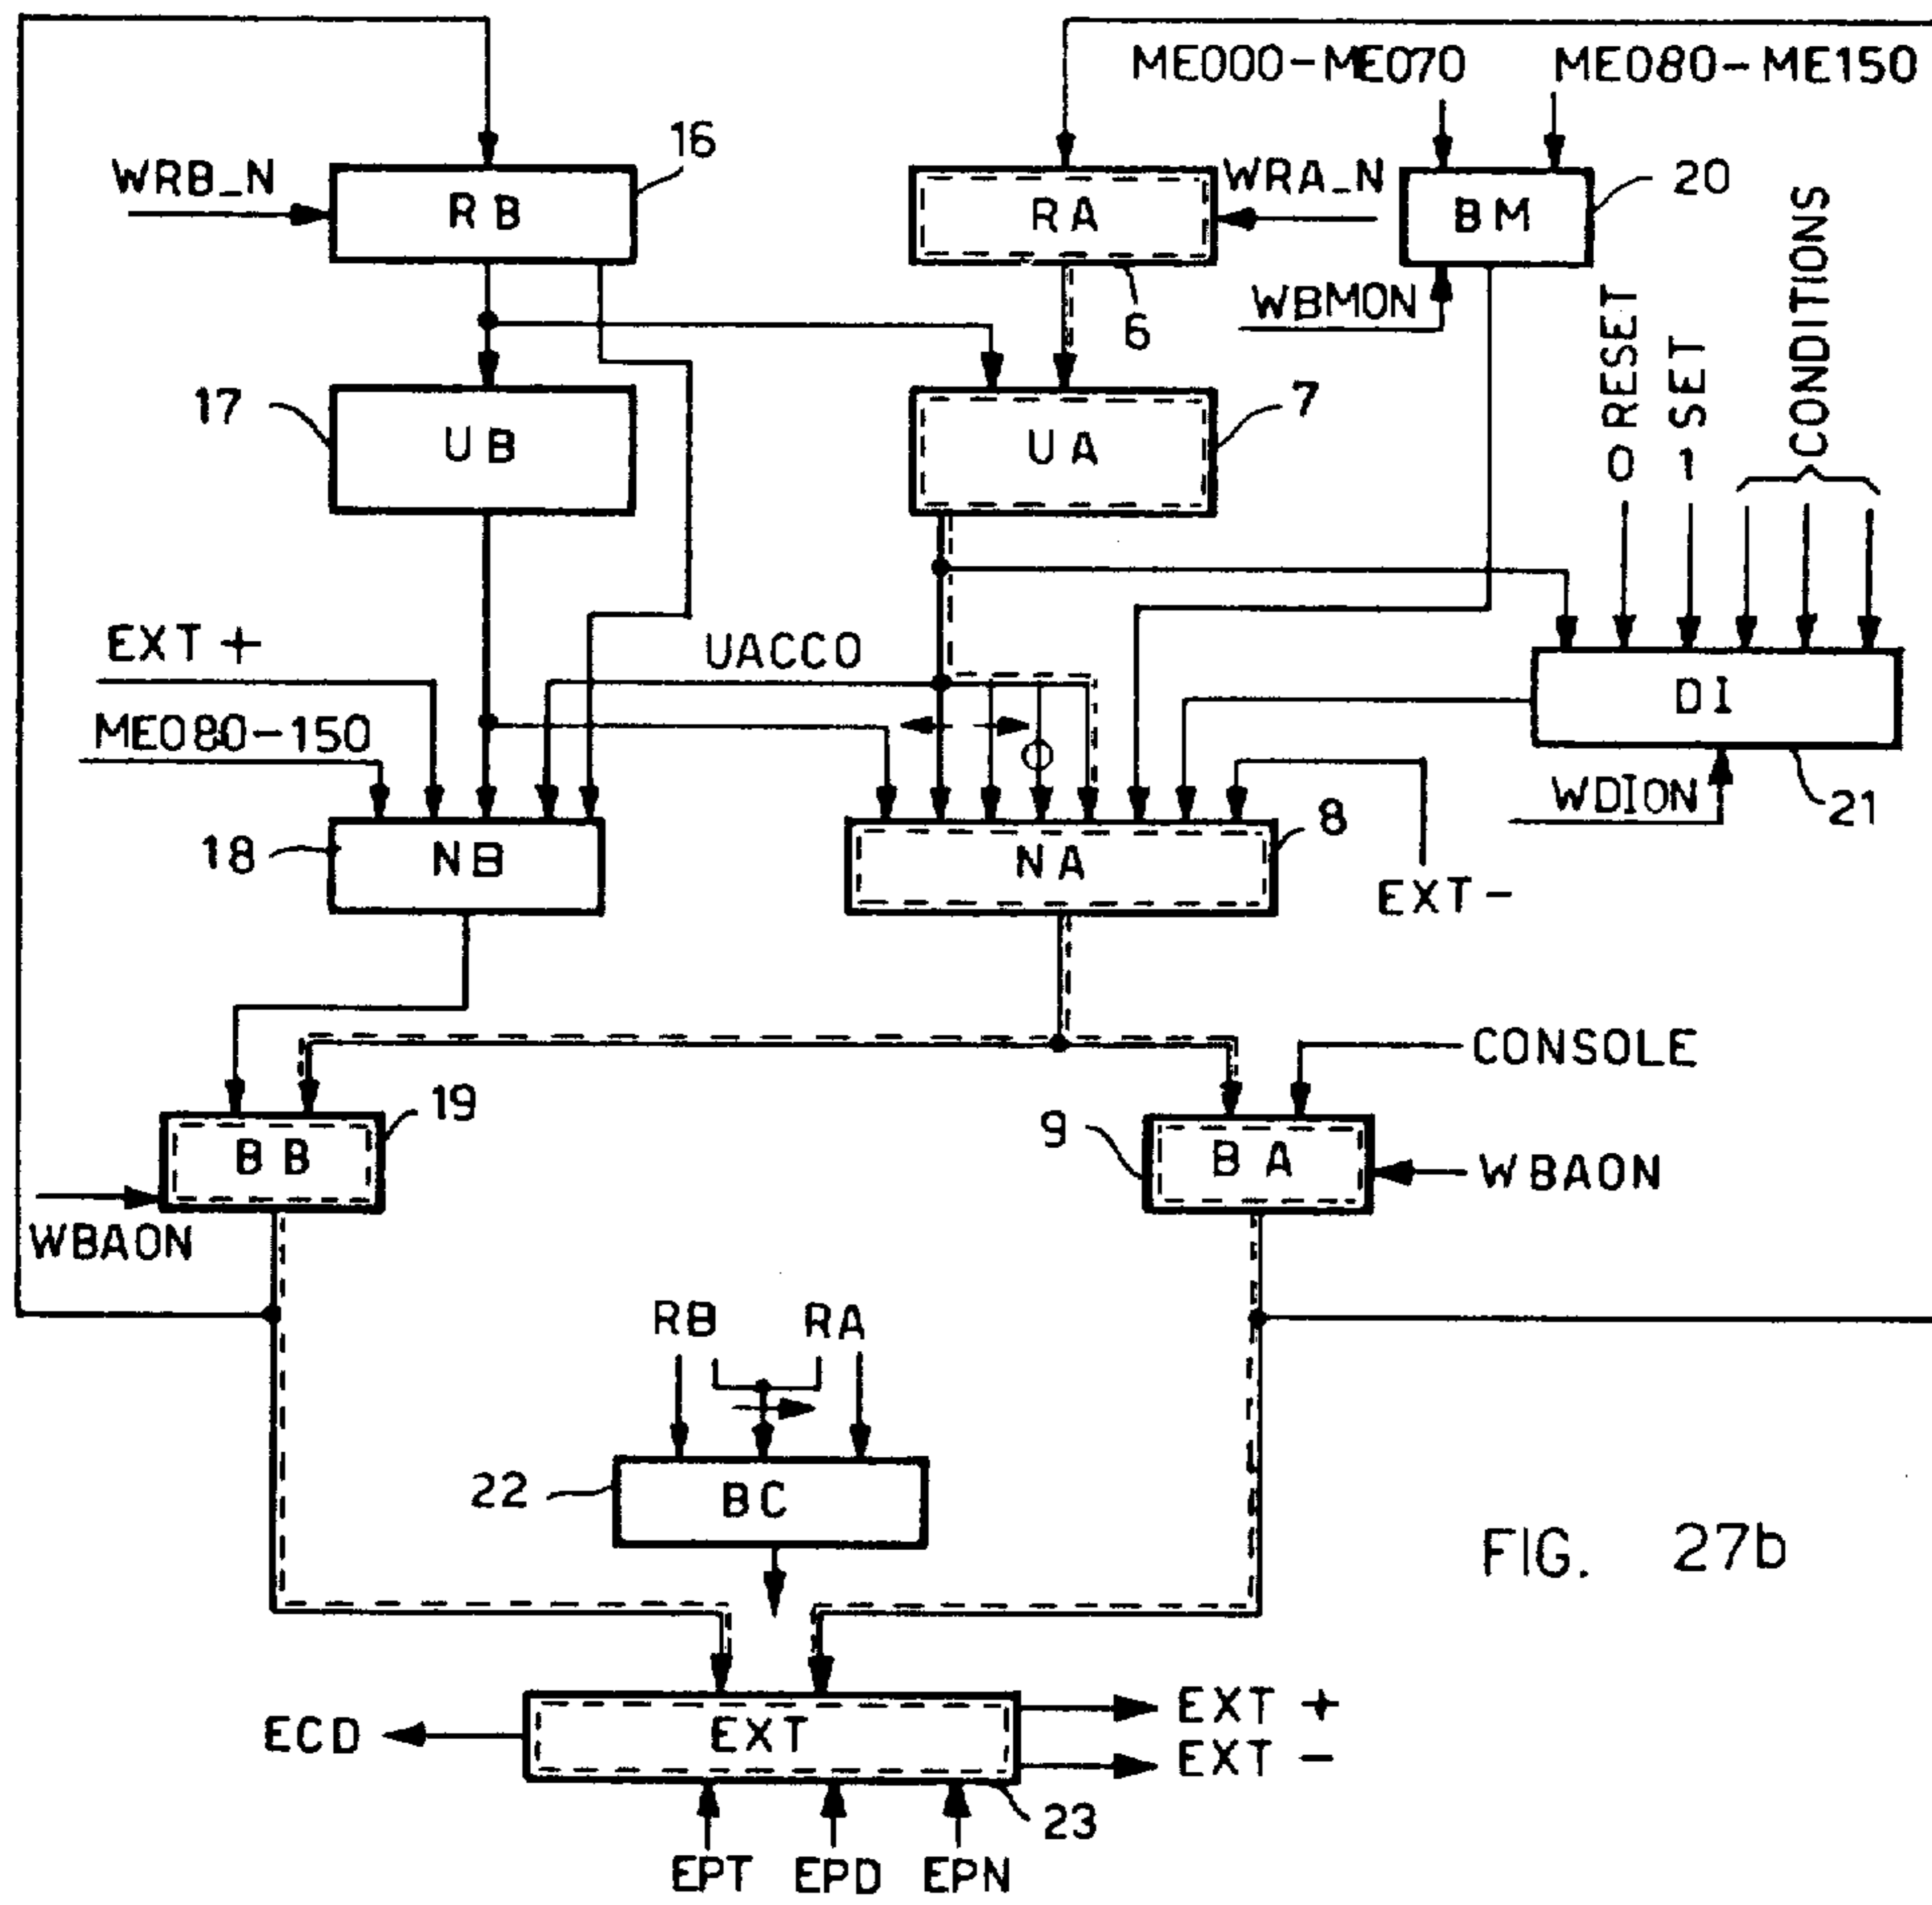 ME000-ME070
ME080-ME150
16
WRB_N
RB
RA
WRA_N
BM
20
6
WBMON
0 RESET
1 SET
CONDITIONS
17
UB
UA
7
EXT +
UACCO
ME080-150
DI
WDION
21
18
NB
NA
8
EXT -
CONSOLE
19
BB
9
BA
WBAON
WBAON
RB
RA
22
BC
FIG. 27b
ECD
EXT
EXT +
EXT -
23
EPT
EPD
EPN